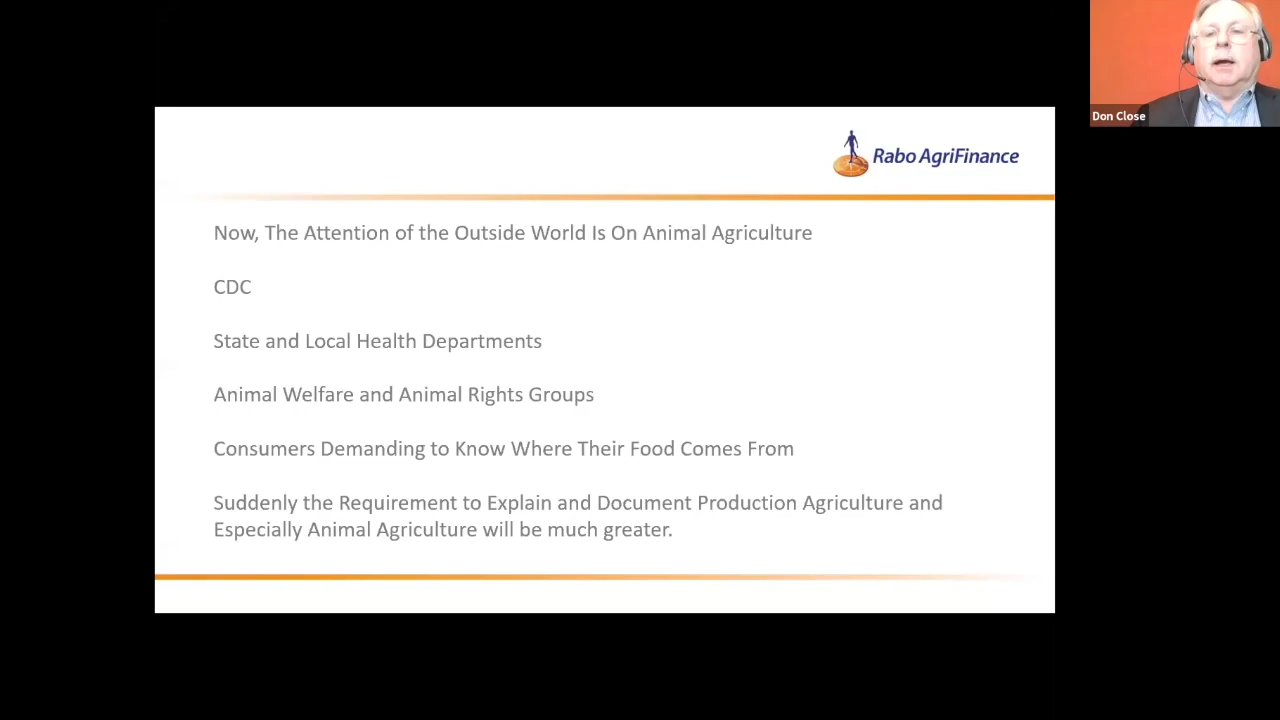 Don Close
Rabo AgriFinance
Now, The Attention of the Outside World Is On Animal Agriculture
CDC
State and Local Health Departments
Animal Welfare and Animal Rights Groups
Consumers Demanding to Know Where Their Food Comes From
Suddenly the Requirement to Explain and Document Production Agriculture and
Especially Animal Agriculture will be much greater.